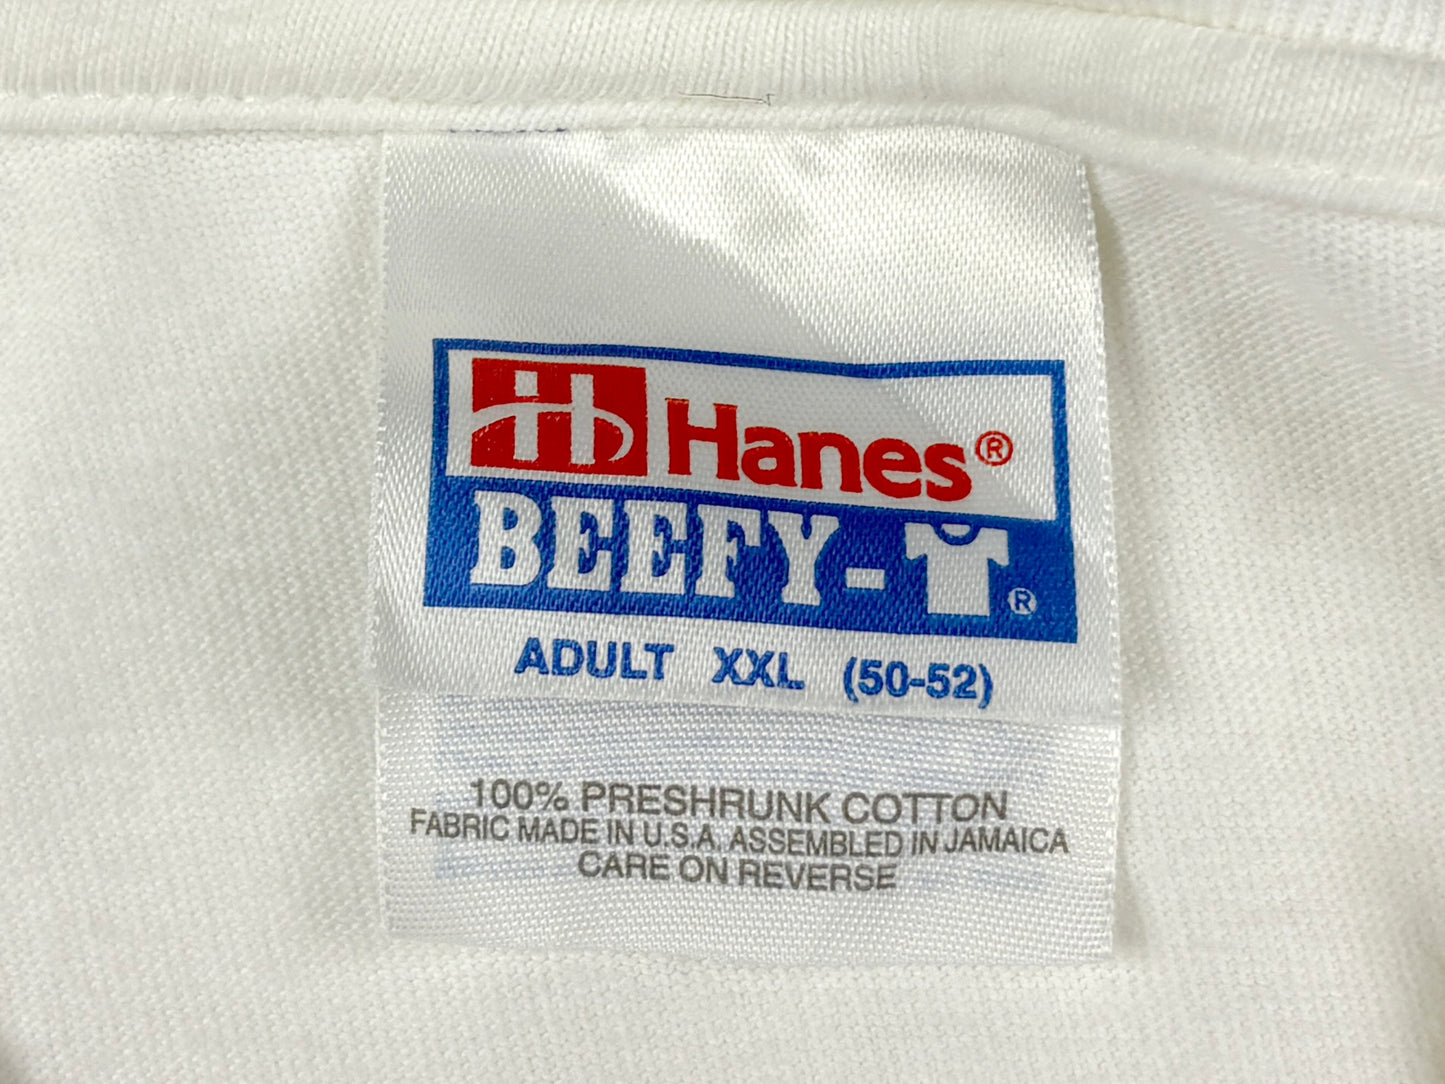 H Hanes®
BEEFY-T®
ADULT XXL (50-52)
100% PRESHRUNK COTTON
FABRIC MADE IN U.S.A. ASSEMBLED IN JAMAICA
CARE ON REVERSE